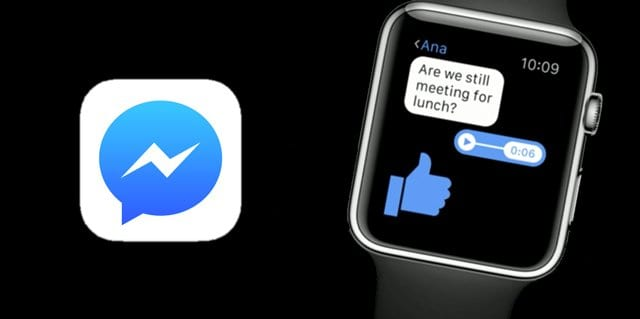 <Ana
10:09
Are we still
meeting for
lunch?
0:06